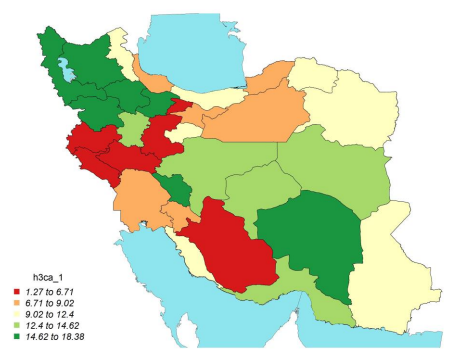 h3ca_1
1.27 to 6.71
6.71 to 9.02
9.02 to 12.4
12.4 to 14.62
14.62 to 18.38